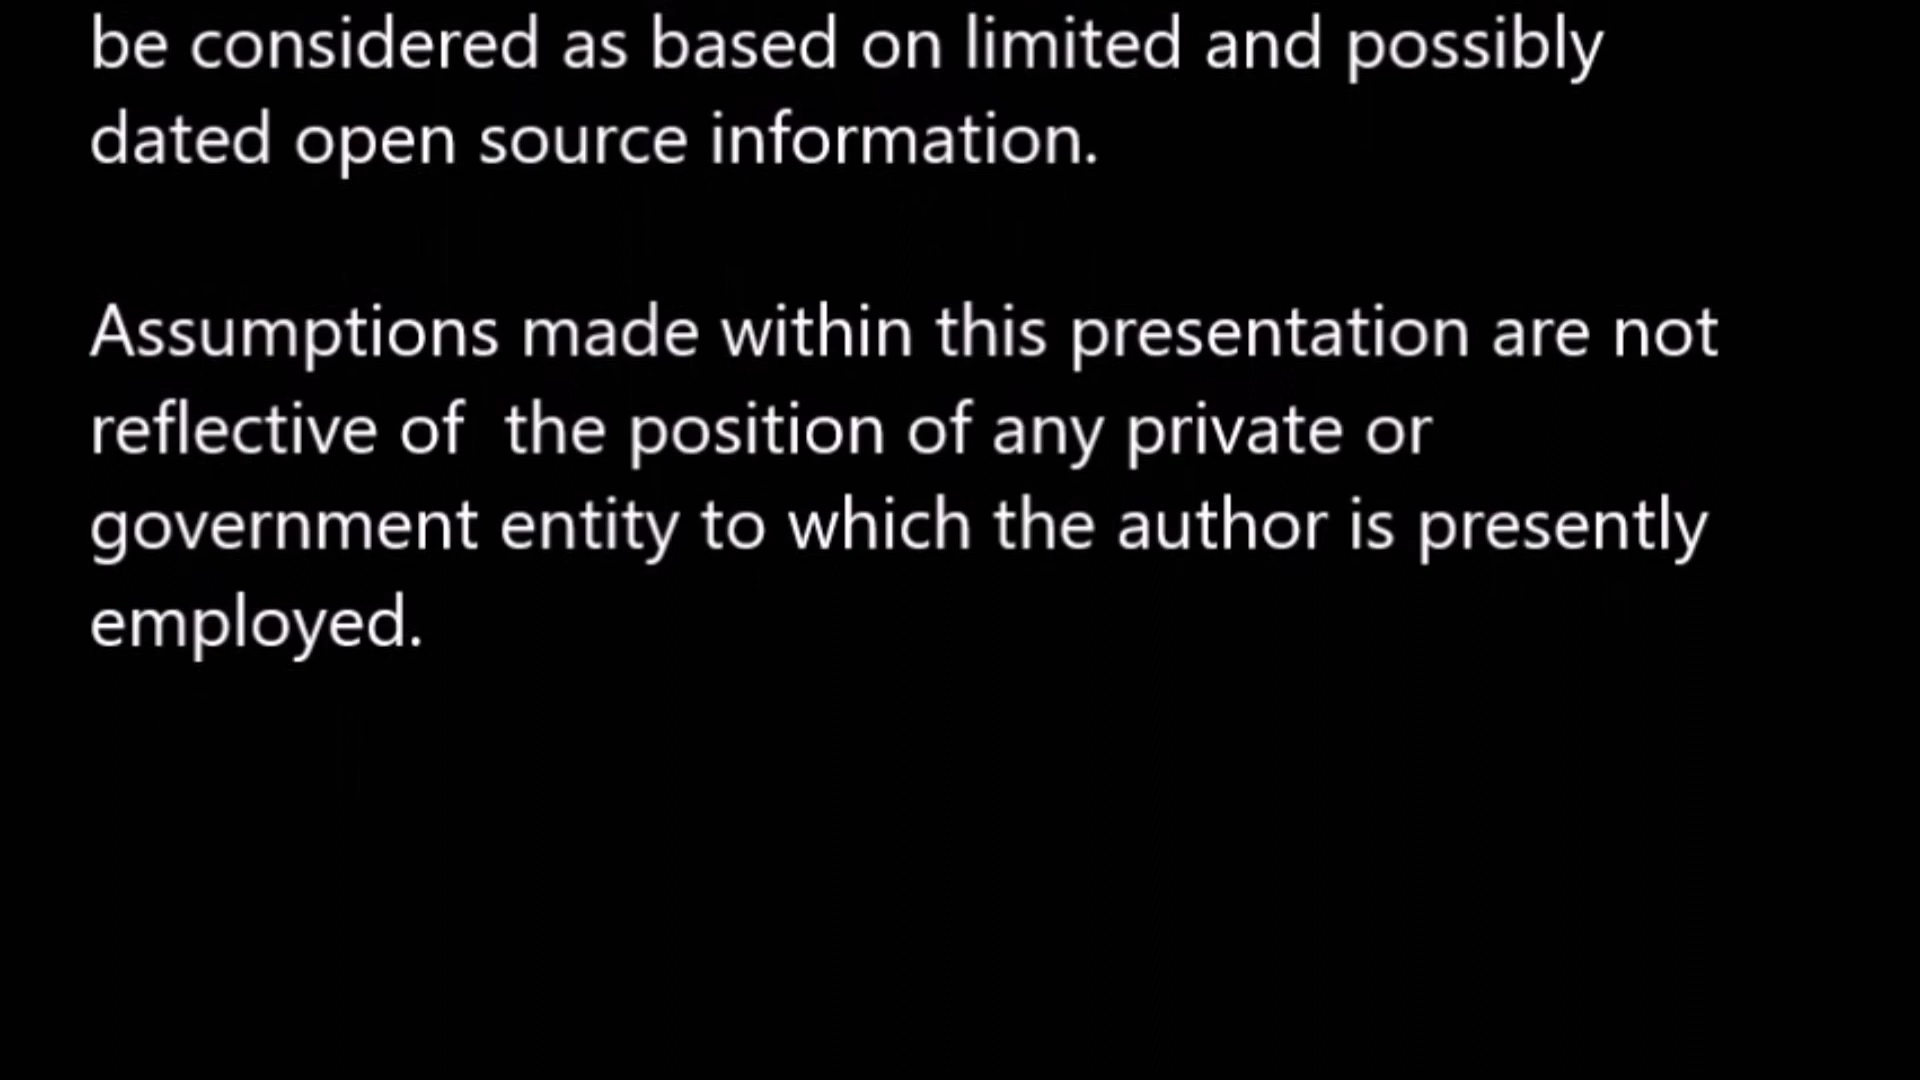 be considered as based on limited and possibly
dated open source information.
Assumptions made within this presentation are not
reflective of  the position of any private or
government entity to which the author is presently
employed.